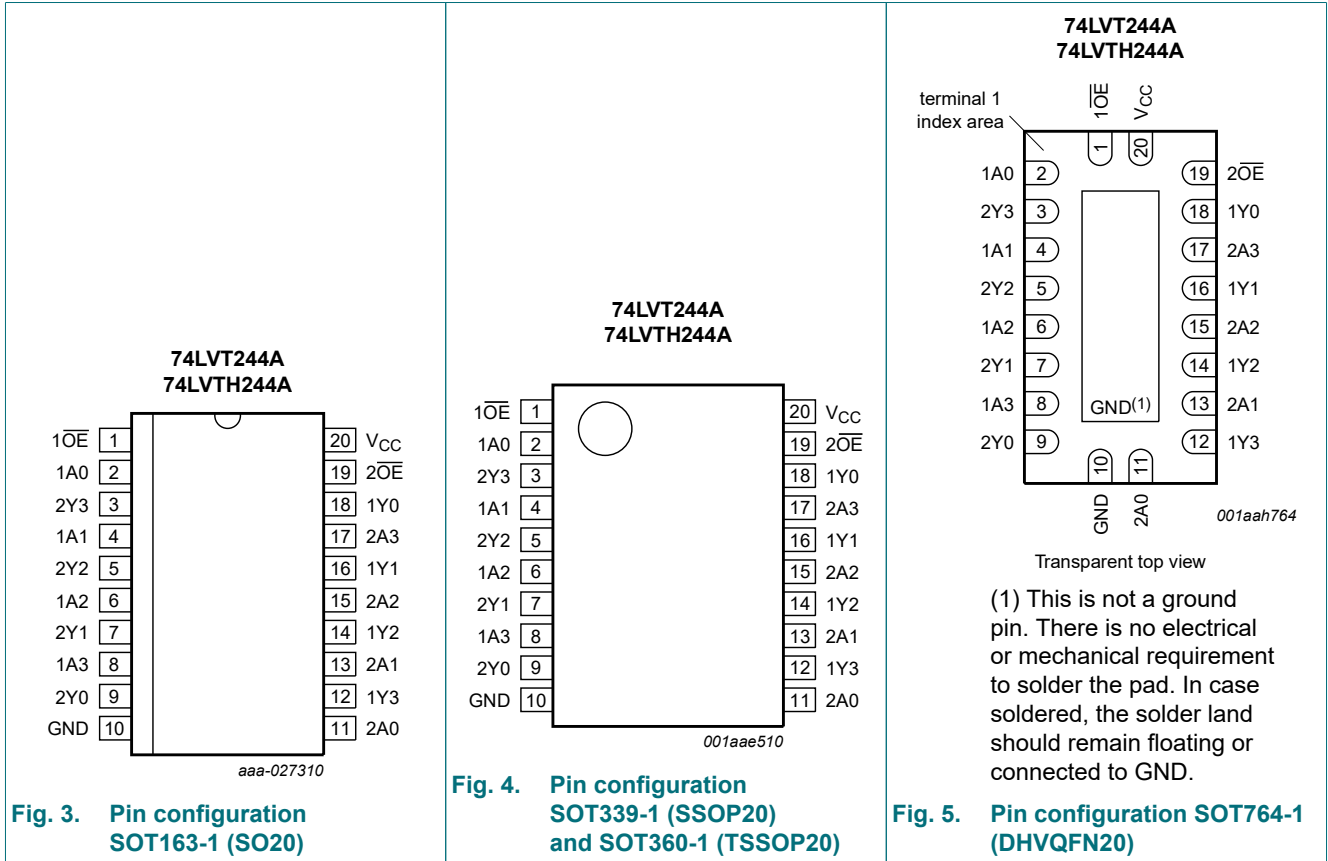 74LVT244A
74LVTH244A
1O̅E̅ 1
1A0 2
2Y3 3
1A1 4
2Y2 5
1A2 6
2Y1 7
1A3 8
2Y0 9
GND 10
20 VCC
19 2O̅E̅
18 1Y0
17 2A3
16 1Y1
15 2A2
14 1Y2
13 2A1
12 1Y3
11 2A0
aaa-027310
Fig. 3. Pin configuration
SOT163-1 (SO20)
74LVT244A
74LVTH244A
1O̅E̅ 1
1A0 2
2Y3 3
1A1 4
2Y2 5
1A2 6
2Y1 7
1A3 8
2Y0 9
GND 10
20 VCC
19 2O̅E̅
18 1Y0
17 2A3
16 1Y1
15 2A2
14 1Y2
13 2A1
12 1Y3
11 2A0
001aae510
Fig. 4. Pin configuration
SOT339-1 (SSOP20)
and SOT360-1 (TSSOP20)
74LVT244A
74LVTH244A
terminal 1
index area
1O̅E̅ 1
VCC 20
1A0 2
2Y3 3
1A1 4
2Y2 5
1A2 6
2Y1 7
1A3 8
2Y0 9
19 2O̅E̅
18 1Y0
17 2A3
16 1Y1
15 2A2
14 1Y2
13 2A1
12 1Y3
GND(1)
GND 10
2A0 11
001aah764
Transparent top view
(1) This is not a ground
pin. There is no electrical
or mechanical requirement
to solder the pad. In case
soldered, the solder land
should remain floating or
connected to GND.
Fig. 5. Pin configuration SOT764-1
(DHVQFN20)